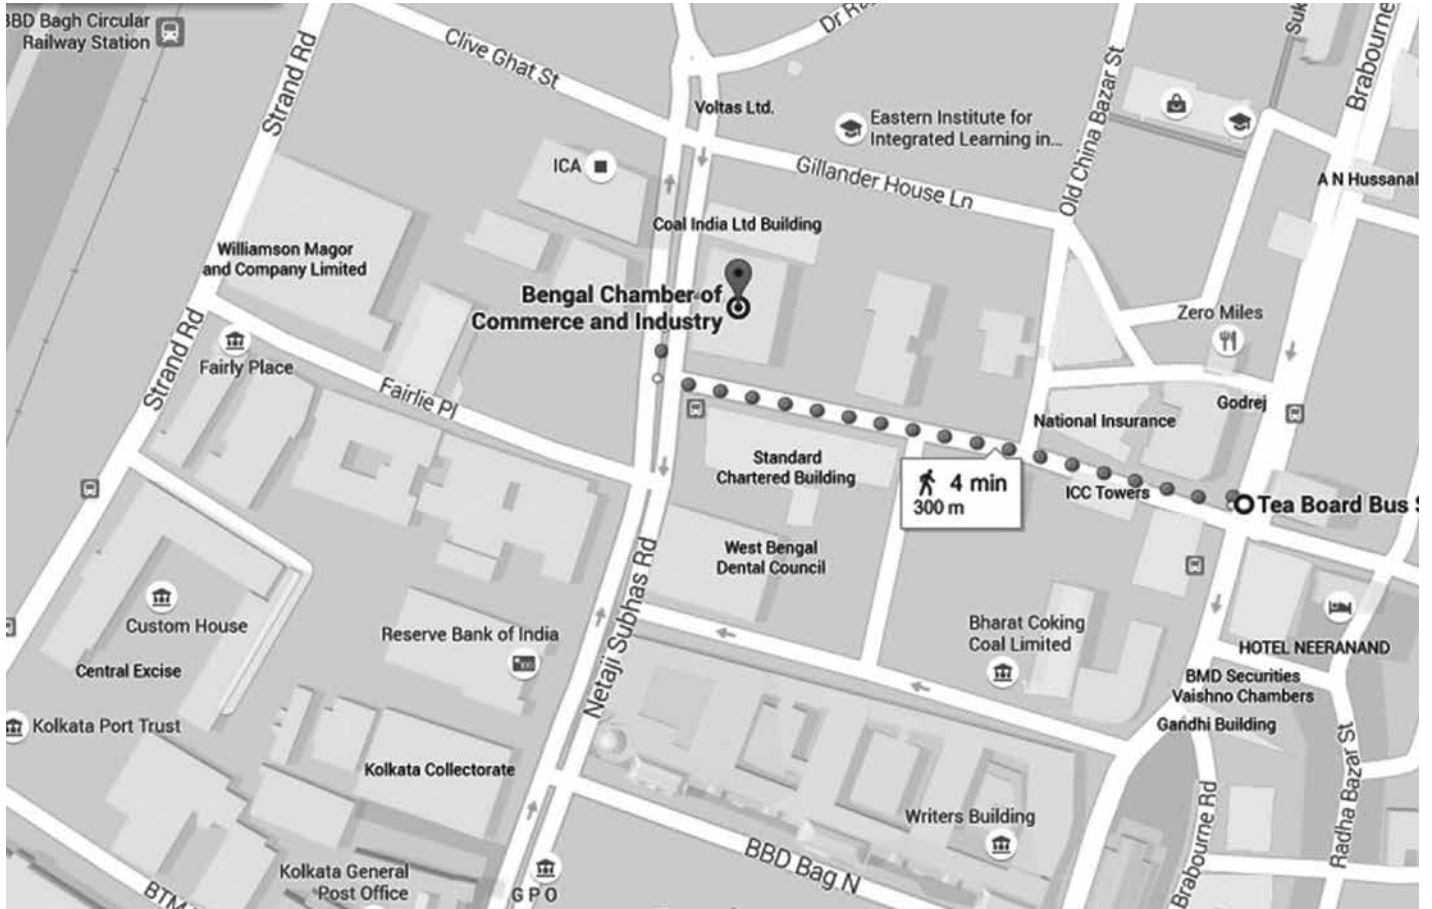 BBD Bagh Circular
Railway Station
Strand Rd
Clive Ghat St
Voltas Ltd.
Eastern Institute for
Integrated Learning in...
Old China Bazar St
Brabourne
A N Hussanal
ICA
Gillander House Ln
Coal India Ltd Building
Williamson Magor
and Company Limited
Bengal Chamber of
Commerce and Industry
Zero Miles
Strand Rd
Fairly Place
Fairlie Pl
Godrej
National Insurance
Standard
Chartered Building
4 min
300 m
ICC Towers
Tea Board Bus
West Bengal
Dental Council
Netaji Subhas Rd
Custom House
Reserve Bank of India
Bharat Coking
Coal Limited
HOTEL NEERANAND
Central Excise
BMD Securities
Vaishno Chambers
Gandhi Building
Kolkata Port Trust
Kolkata Collectorate
Radha Bazar St
Writers Building
Brabourne Rd
BBD Bag N
Kolkata General
Post Office
G P O
BTM